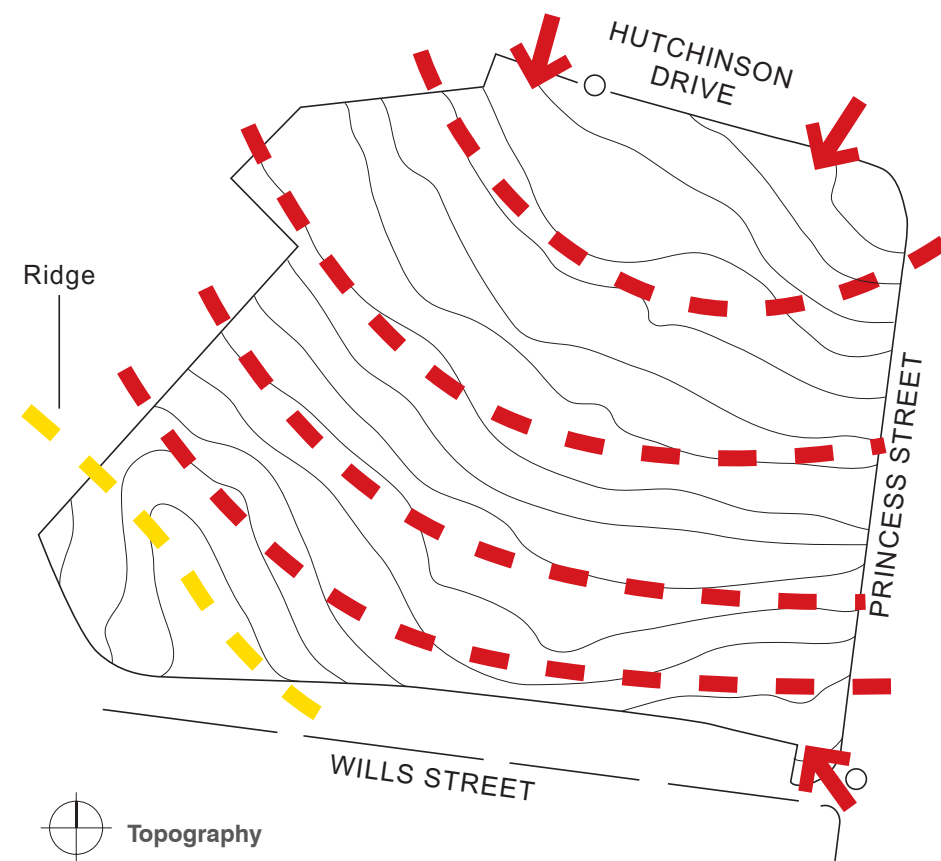 HUTCHINSON
DRIVE
Ridge
PRINCESS STREET
WILLS STREET
Topography